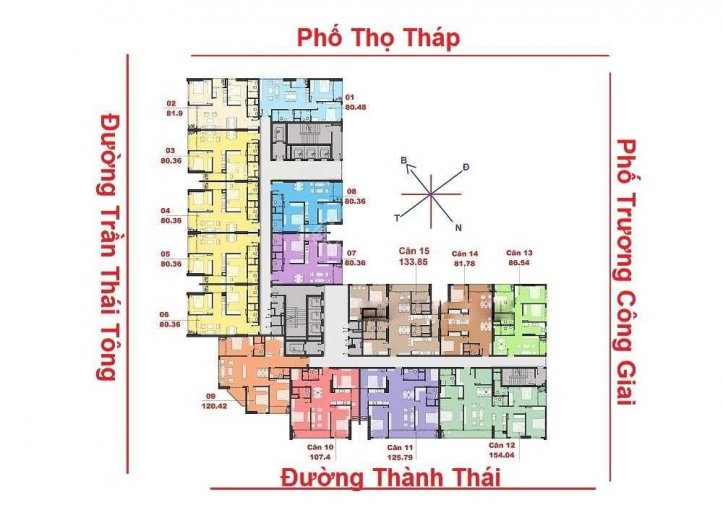 Phố Thọ Tháp
Đường Trần Thái Tông
Phố Trương Công Giai
02
81.9
01
80.48
03
80.36
04
80.36
08
80.36
05
80.36
07
80.36
06
80.36
B
Đ
T
N
Căn 15
133.85
Căn 14
81.78
Căn 13
86.54
09
120.42
Căn 10
107.4
Căn 11
125.79
Căn 12
154.04
Đường Thành Thái